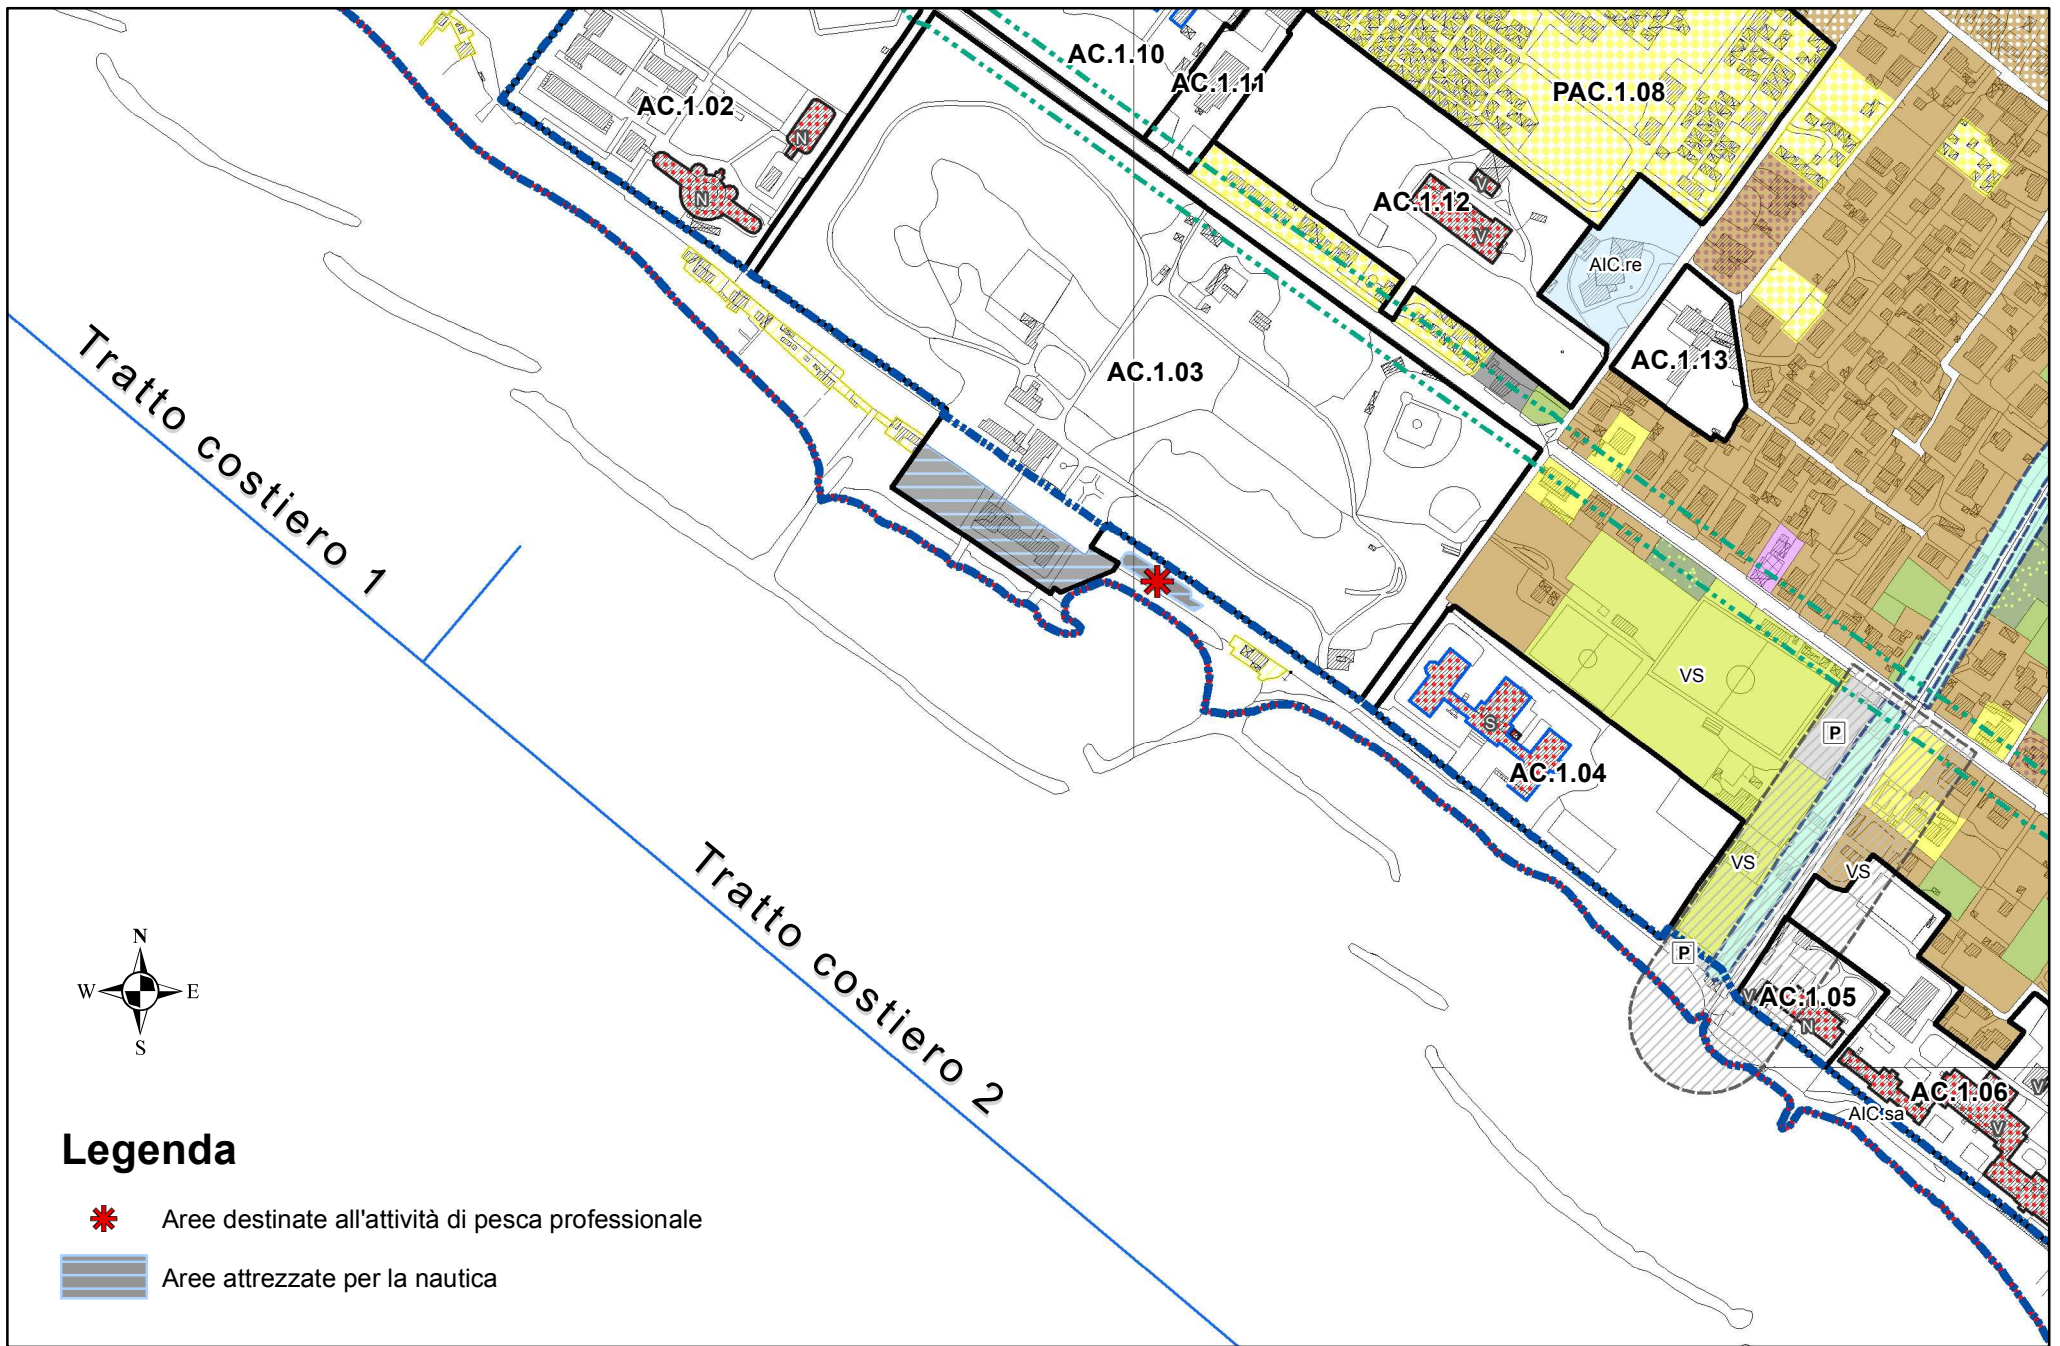 AC.1.10
AC.1.11
PAC.1.08
AC.1.02
N
N
V
AC.1.12
V
AIC.re
AC.1.13
AC.1.03
Tratto costiero 1
VS
P
S
AC.1.04
VS
VS
Tratto costiero 2
P
V
AC.1.05
N
AC.1.06
V
AIC.sa
V
N
W
E
S
Legenda
Aree destinate all'attività di pesca professionale
Aree attrezzate per la nautica